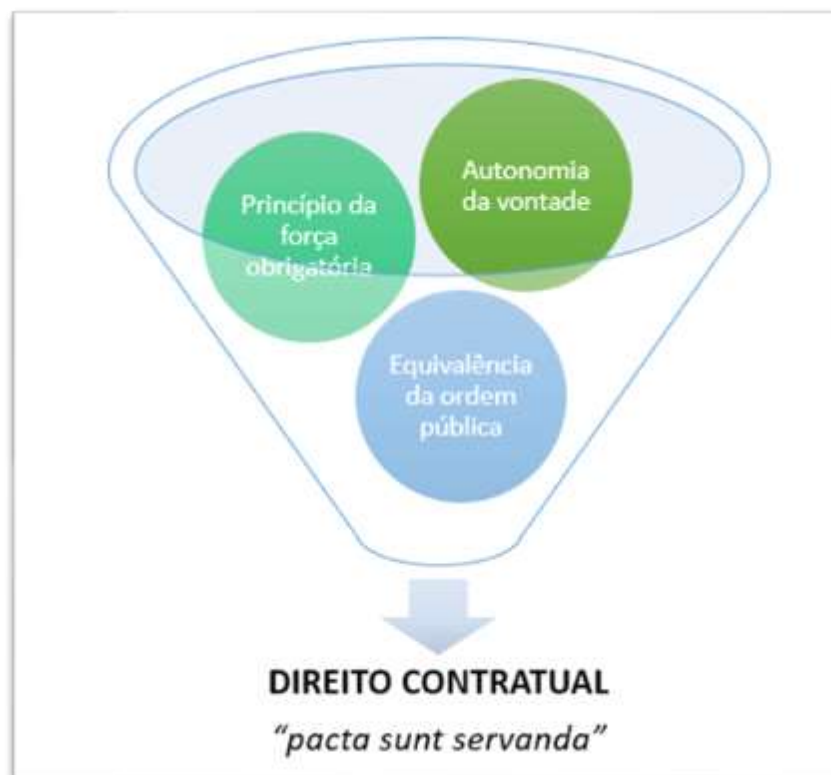 Autonomia
da vontade
Princípio da
força
obrigatória
Equivalência
da ordem
pública
DIREITO CONTRATUAL
“pacta sunt servanda”